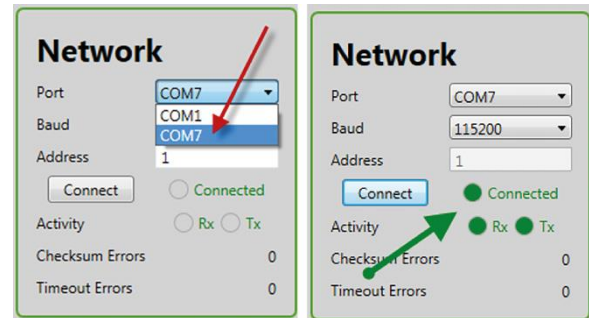 Network
Port COM7
COM1
Baud COM7
Address 1
Connect Connected
Activity Rx Tx
Checksum Errors 0
Timeout Errors 0
Network
Port COM7
Baud 115200
Address 1
Connect Connected
Activity Rx Tx
Checksum Errors 0
Timeout Errors 0